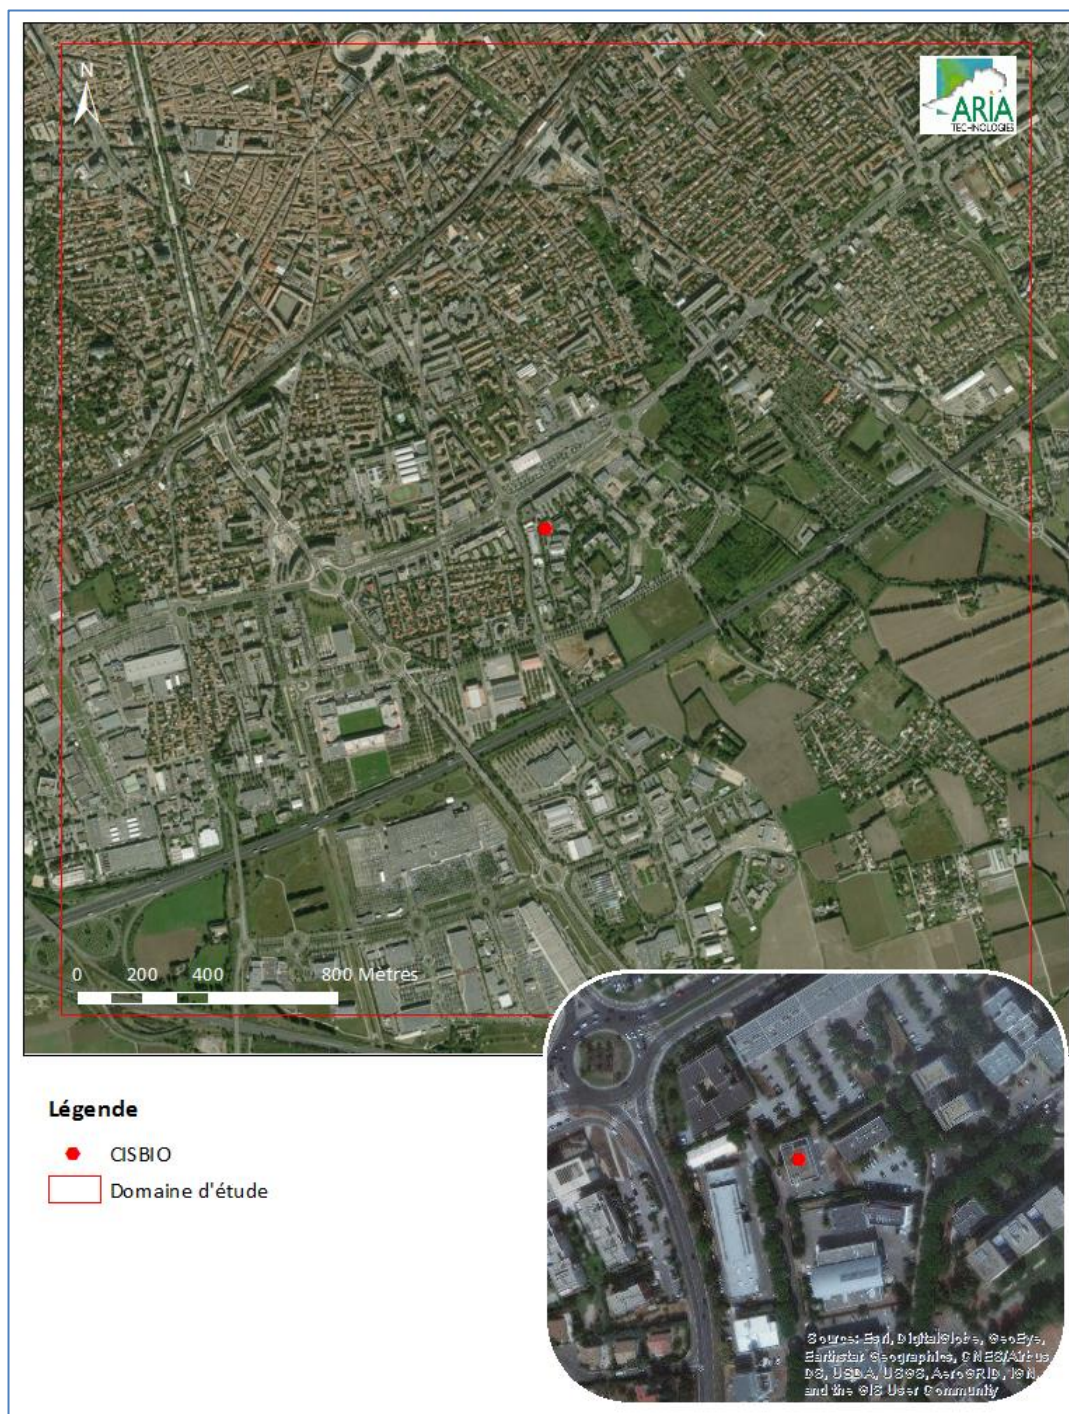 N
ARIA
TECHNOLOGIES
0 200 400 800 Mètres
Légende
CISBIO
Domaine d'étude
Source: Esri, DigitalGlobe, GeoEye,
Earthstar Geographics, CNES/Airbus
DS, USDA, USGS, AeroGRID, IGN,
and the GIS User Community